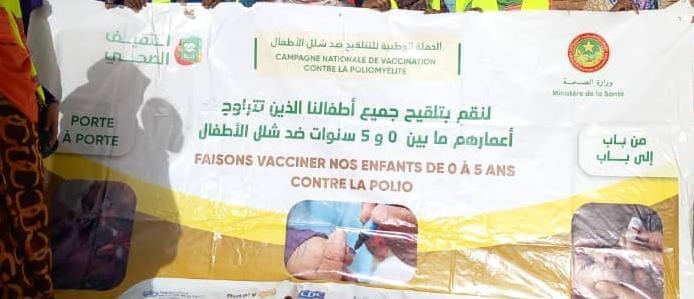 التثقيف
الصحي
الحملة الوطنية للتلقيح ضد شلل الأطفال
CAMPAGNE NATIONALE DE VACCINATION
CONTRE LA POLIOMYÉLITE
وزارة الصحة
Ministère de la Santé
لنقم بتلقيح جميع أطفالنا الذين تتراوح
أعمارهم ما بين 0 و 5 سنوات ضد شلل الأطفال
PORTE
À PORTE
من باب
إلى باب
FAISONS VACCINER NOS ENFANTS DE 0 À 5 ANS
CONTRE LA POLIO
Rotary
CDC